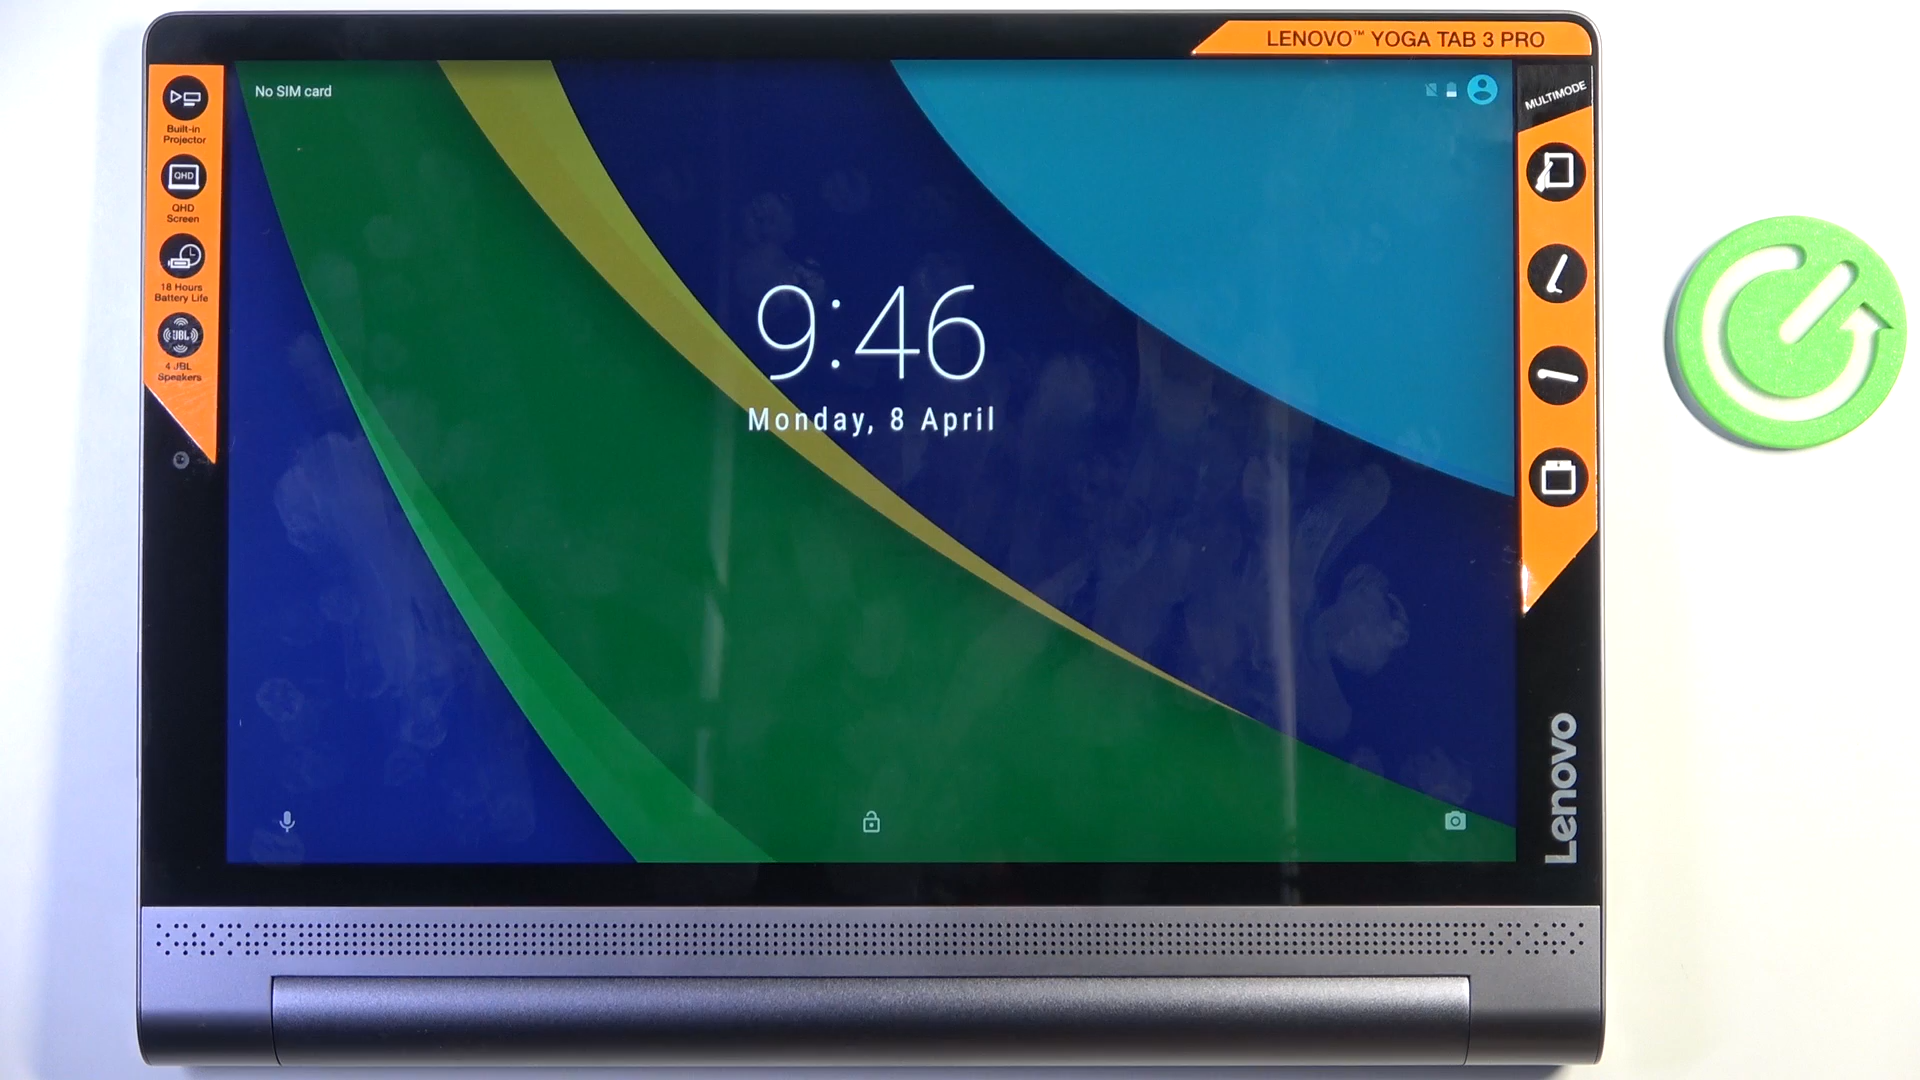 LENOVO™ YOGA TAB 3 PRO
No SIM card
MULTIMODE
Built-in
Projector
QHD
QHD
Screen
18 Hours
Battery Life
JBL
4 JBL
Speakers
9:46
Monday, 8 April
Lenovo